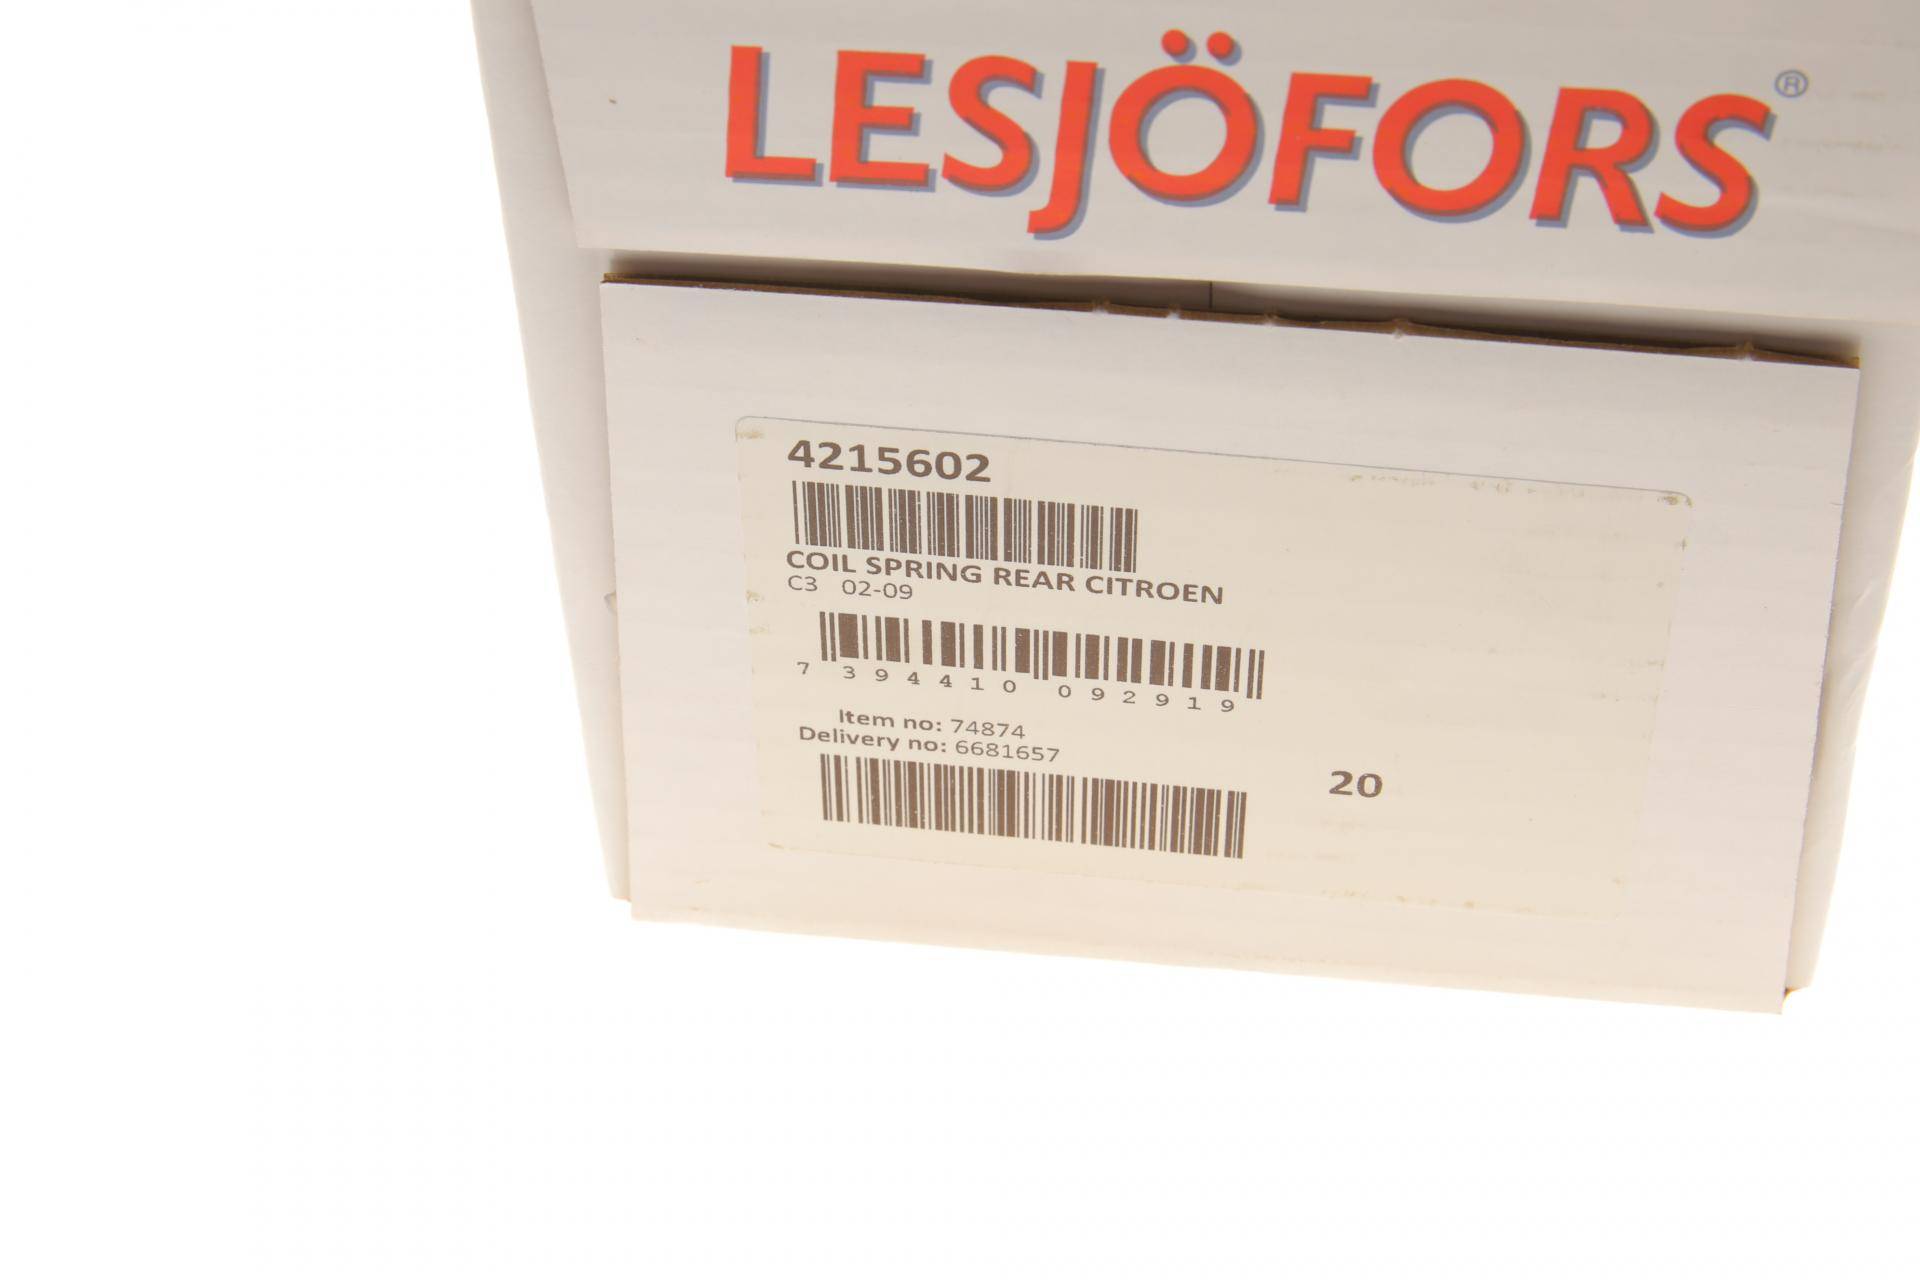 LESJÖFORS®
4215602
COIL SPRING REAR CITROEN
C3 02-09
7 394410 092919
Item no: 74874
Delivery no: 6681657
20